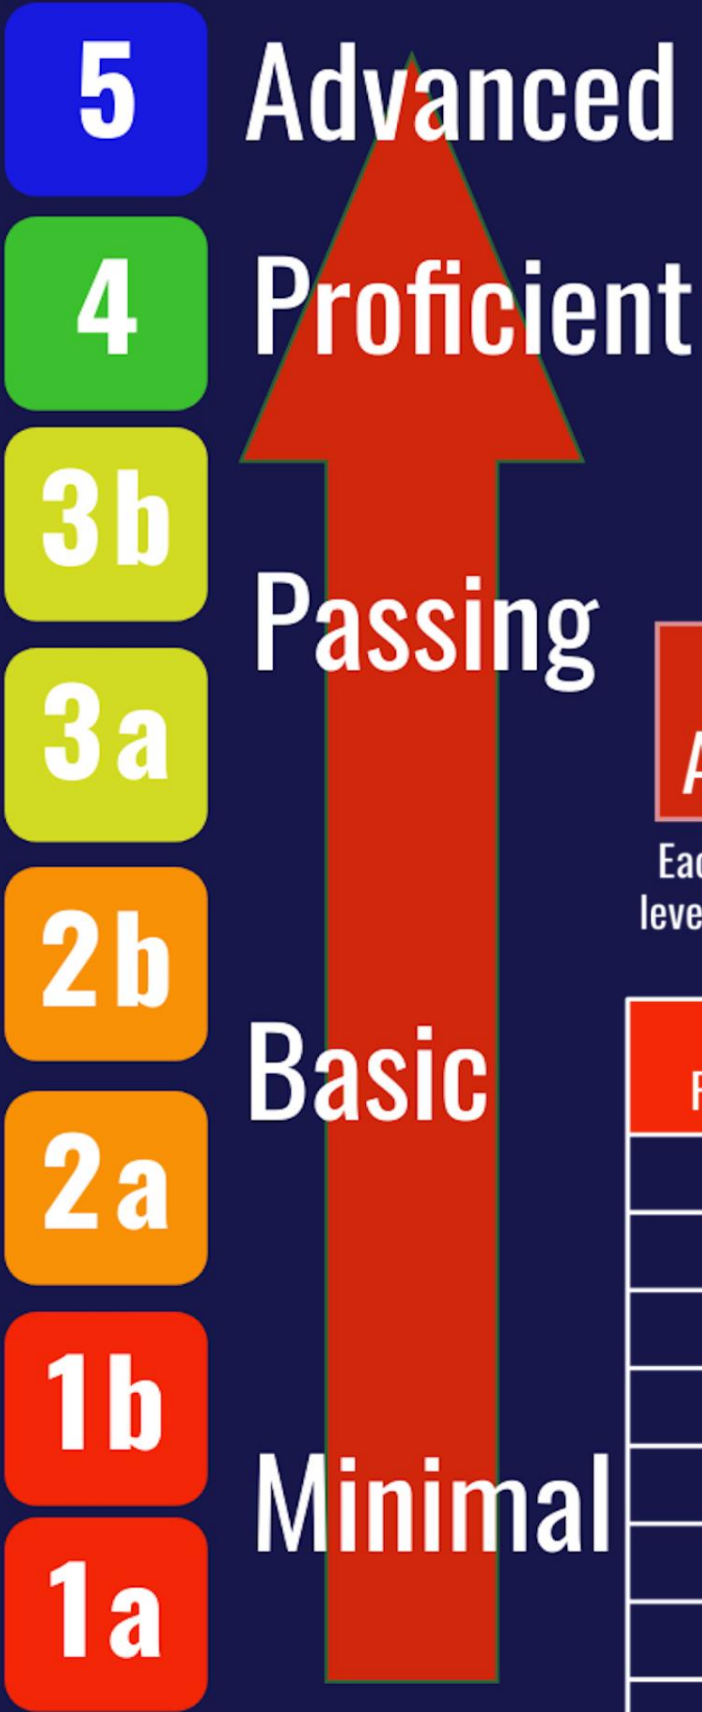 5 Advanced
4 Proficient
3b
Passing
3a
2b
Basic
2a
1b
Minimal
1a